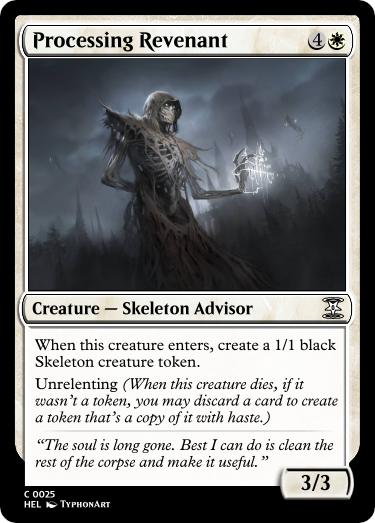 Processing Revenant 4
Creature — Skeleton Advisor
When this creature enters, create a 1/1 black
Skeleton creature token.
Unrelenting (When this creature dies, if it
wasn't a token, you may discard a card to create
a token that's a copy of it with haste.)
"The soul is long gone. Best I can do is clean the
rest of the corpse and make it useful."
3/3
C 0025
HEL TyphonArt